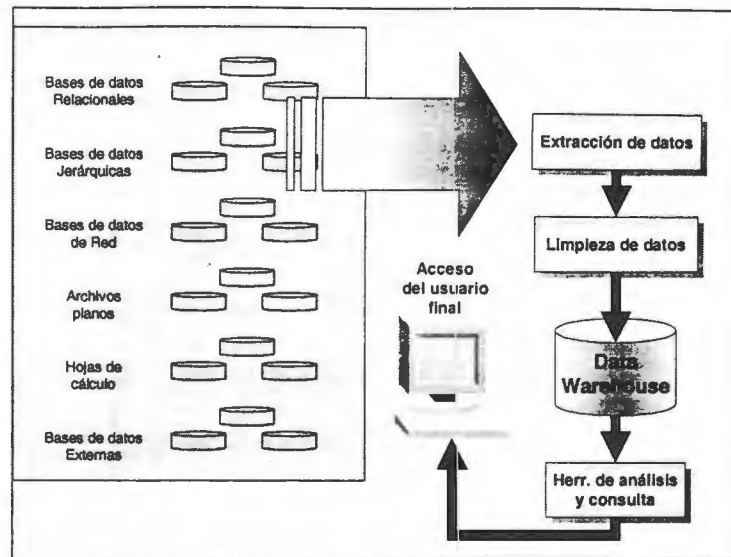 Bases de datos
Relacionales
Bases de datos
Jerárquicas
Bases de datos
de Red
Archivos
planos
Hojas de
cálculo
Bases de datos
Externas
Extracción de datos
Limpieza de datos
Data
Warehouse
Herr. de análisis
y consulta
Acceso
del usuario
final